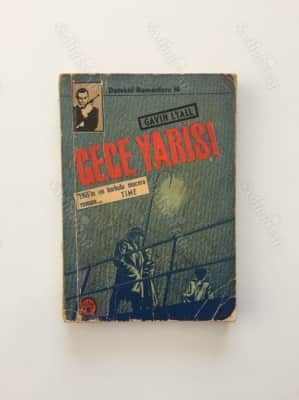 Dedektif Romanları: 16
GAVIN LYALL
GECE YARISI
"1965'in en korkulu macera
romanı... TIME